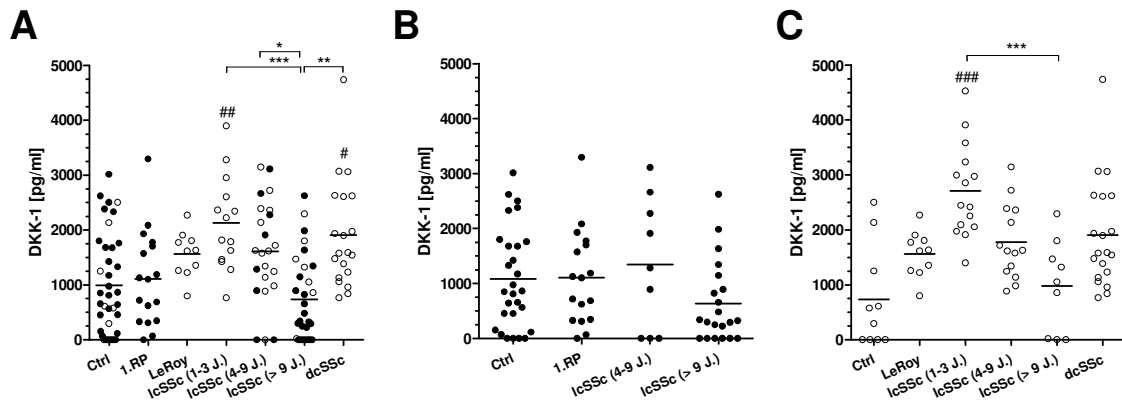 A
B
C
*
***
**
***
5000
4000
3000
2000
1000
0
DKK-1 [pg/ml]
##
#
Ctrl
1.RP
LeRoy
lcSSc (1-3 J.)
lcSSc (4-9 J.)
lcSSc (> 9 J.)
dcSSc
5000
4000
3000
2000
1000
0
DKK-1 [pg/ml]
Ctrl
1.RP
lcSSc (4-9 J.)
lcSSc (> 9 J.)
5000
4000
3000
2000
1000
0
DKK-1 [pg/ml]
###
Ctrl
LeRoy
lcSSc (1-3 J.)
lcSSc (4-9 J.)
lcSSc (> 9 J.)
dcSSc